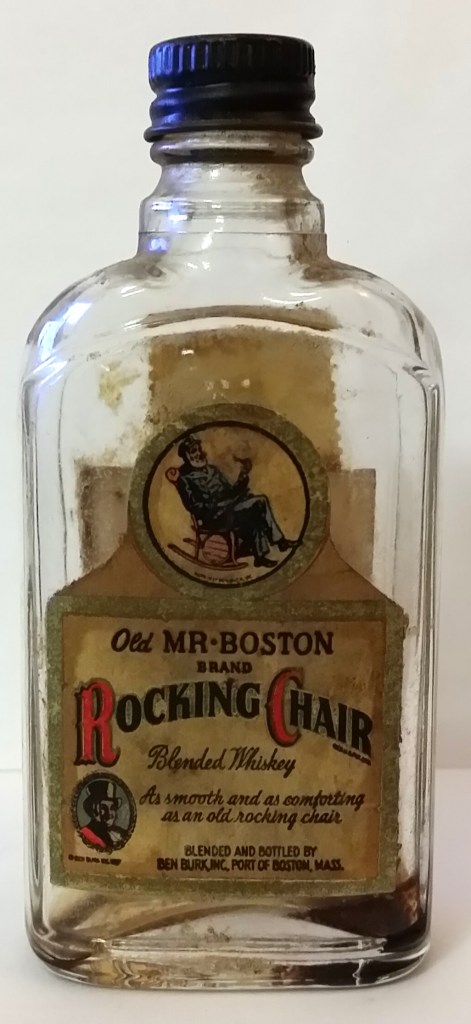 Old MR·BOSTON
BRAND
ROCKING CHAIR
Blended Whiskey
As smooth and as comforting
as an old rocking chair
BLENDED AND BOTTLED BY
BEN BURK, INC., PORT OF BOSTON, MASS.